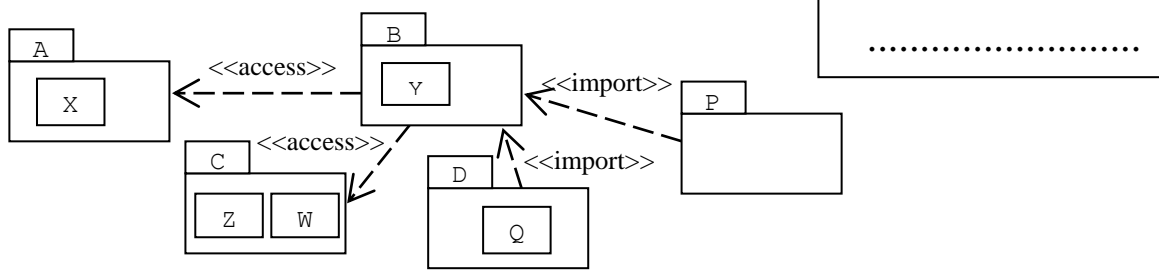 A
X
<<access>>
B
Y
<<import>>
P
<<access>>
C
Z W
D
Q
<<import>>
..............................